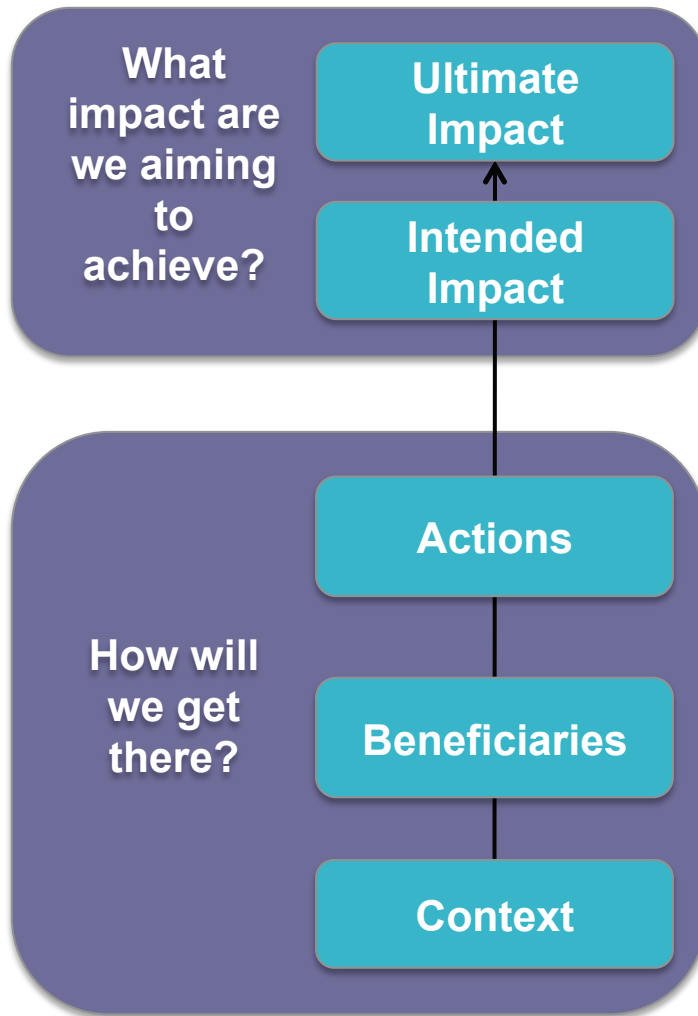 What
impact are
we aiming
to
achieve?
Ultimate
Impact
Intended
Impact
How will
we get
there?
Actions
Beneficiaries
Context